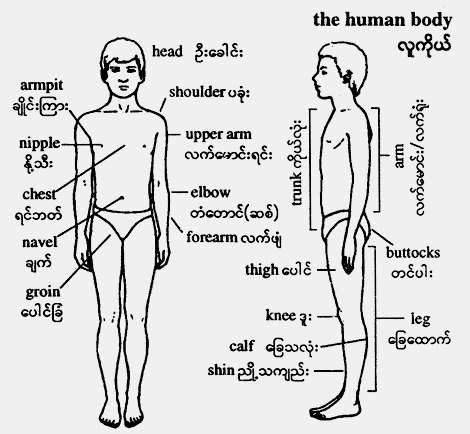 the human body
လူကိုယ်
head ဦးခေါင်း
armpit
ချိုင်းကြား
shoulder ပခုံး
nipple
နို့သီး
upper arm
လက်မောင်းရင်း
chest
ရင်ဘတ်
elbow
တံတောင်(ဆစ်)
navel
ချက်
forearm လက်ဖျံ
groin
ပေါင်ခြံ
trunk ကိုယ်လုံး
arm
လက်မောင်း/လက်ရုံး
buttocks
တင်ပါး
thigh ပေါင်
knee ဒူး
leg
ခြေထောက်
calf ခြေသလုံး
shin ညို့သကျည်း